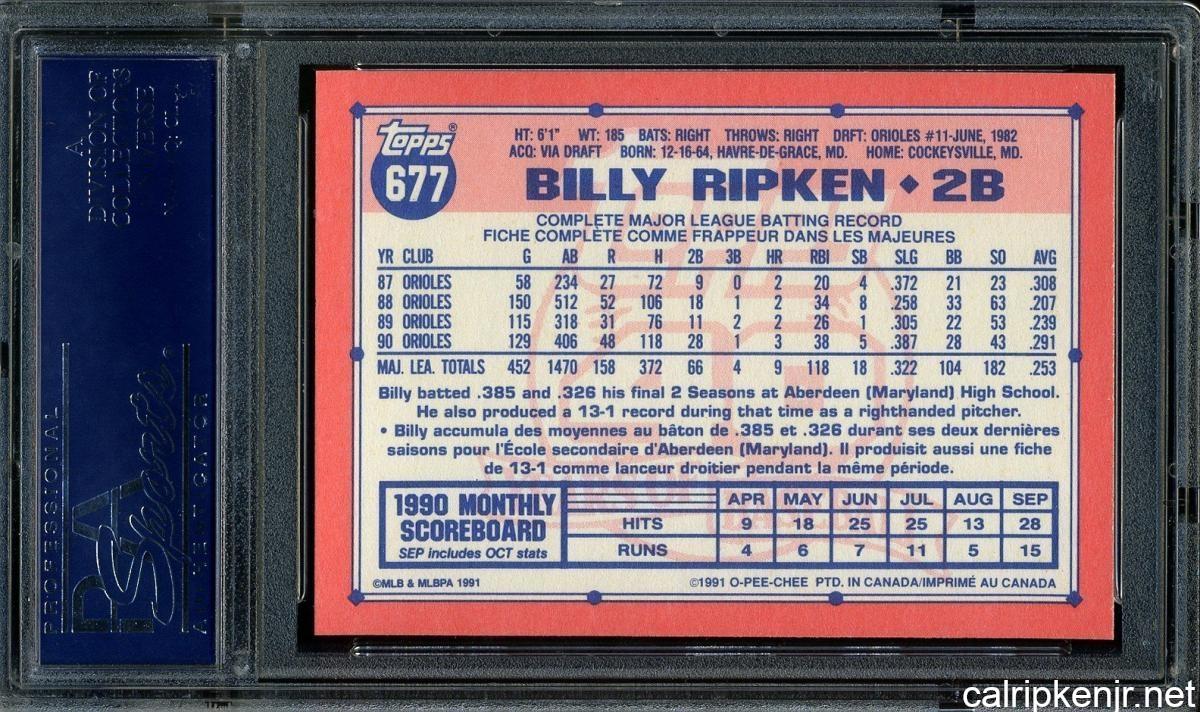 A
DIVISION OF
COLLECTORS
UNIVERSE
PROFESSIONAL
PSA
Sports
AUTHENTICATOR
topps®
677
HT: 6'1" WT: 185 BATS: RIGHT THROWS: RIGHT DRFT: ORIOLES #11-JUNE, 1982
ACQ: VIA DRAFT BORN: 12-16-64, HAVRE-DE-GRACE, MD. HOME: COCKEYSVILLE, MD.
BILLY RIPKEN ◆ 2B
COMPLETE MAJOR LEAGUE BATTING RECORD
FICHE COMPLÈTE COMME FRAPPEUR DANS LES MAJEURES
YR CLUB G AB R H 2B 3B HR RBI SB SLG BB SO AVG
87 ORIOLES 58 234 27 72 9 0 2 20 4 .372 21 23 .308
88 ORIOLES 150 512 52 106 18 1 2 34 8 .258 33 63 .207
89 ORIOLES 115 318 31 76 11 2 2 26 1 .305 22 53 .239
90 ORIOLES 129 406 48 118 28 1 3 38 5 .387 28 43 .291
MAJ. LEA. TOTALS 452 1470 158 372 66 4 9 118 18 .322 104 182 .253
Billy batted .385 and .326 his final 2 Seasons at Aberdeen (Maryland) High School.
He also produced a 13-1 record during that time as a righthanded pitcher.
• Billy accumula des moyennes au bâton de .385 et .326 durant ses deux dernières
saisons pour l'École secondaire d'Aberdeen (Maryland). Il produisit aussi une fiche
de 13-1 comme lanceur droitier pendant la même période.
1990 MONTHLY
SCOREBOARD
SEP includes OCT stats
APR MAY JUN JUL AUG SEP
HITS 9 18 25 25 13 28
RUNS 4 6 7 11 5 15
©MLB & MLBPA 1991
©1991 O-PEE-CHEE PTD. IN CANADA/IMPRIMÉ AU CANADA
calripkenjr.net